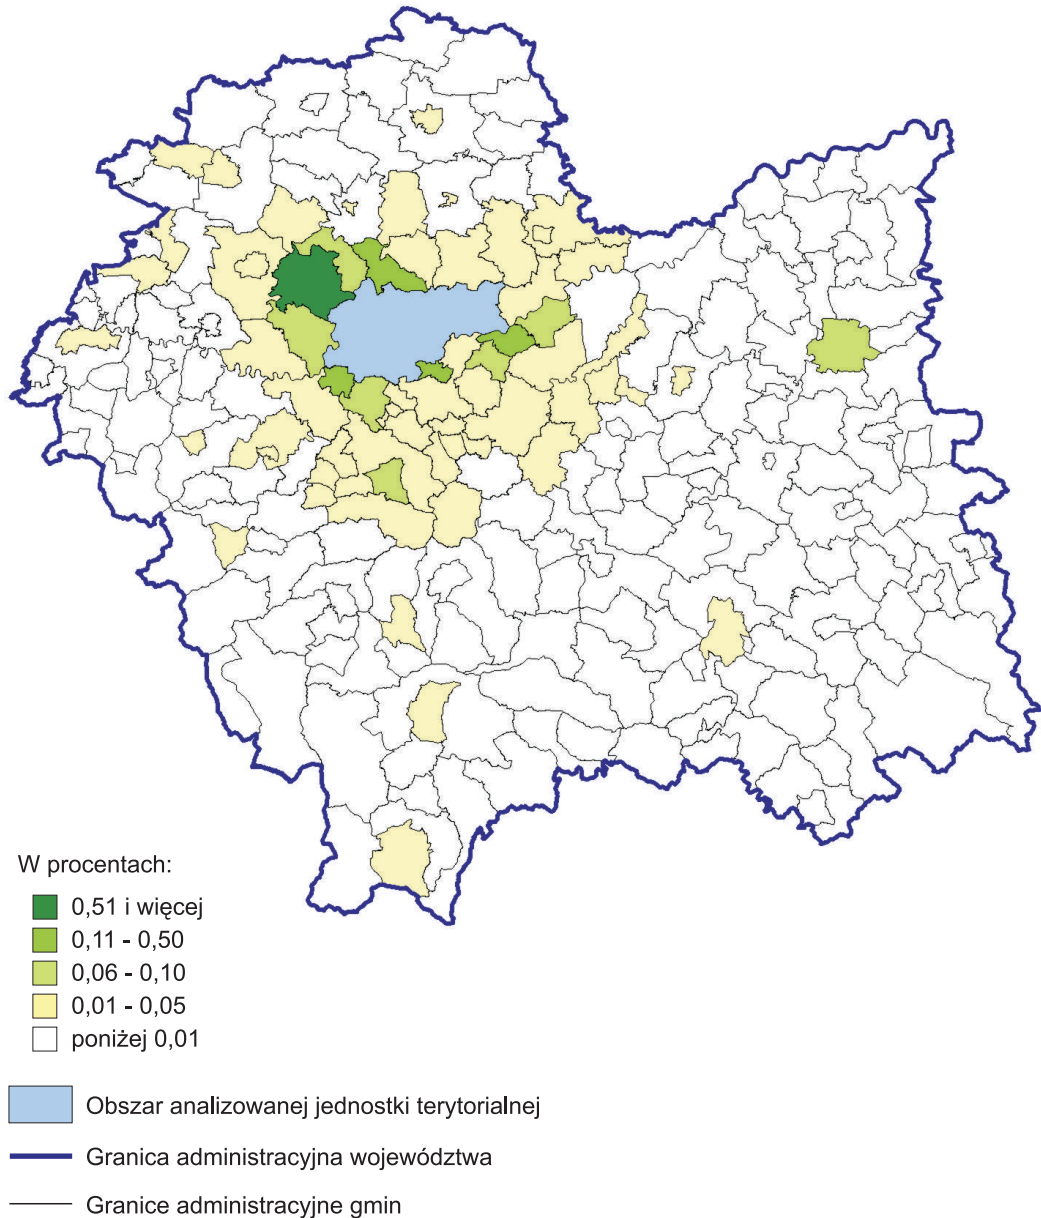 W procentach:
0,51 i więcej
0,11 - 0,50
0,06 - 0,10
0,01 - 0,05
poniżej 0,01
Obszar analizowanej jednostki terytorialnej
Granica administracyjna województwa
Granice administracyjne gmin